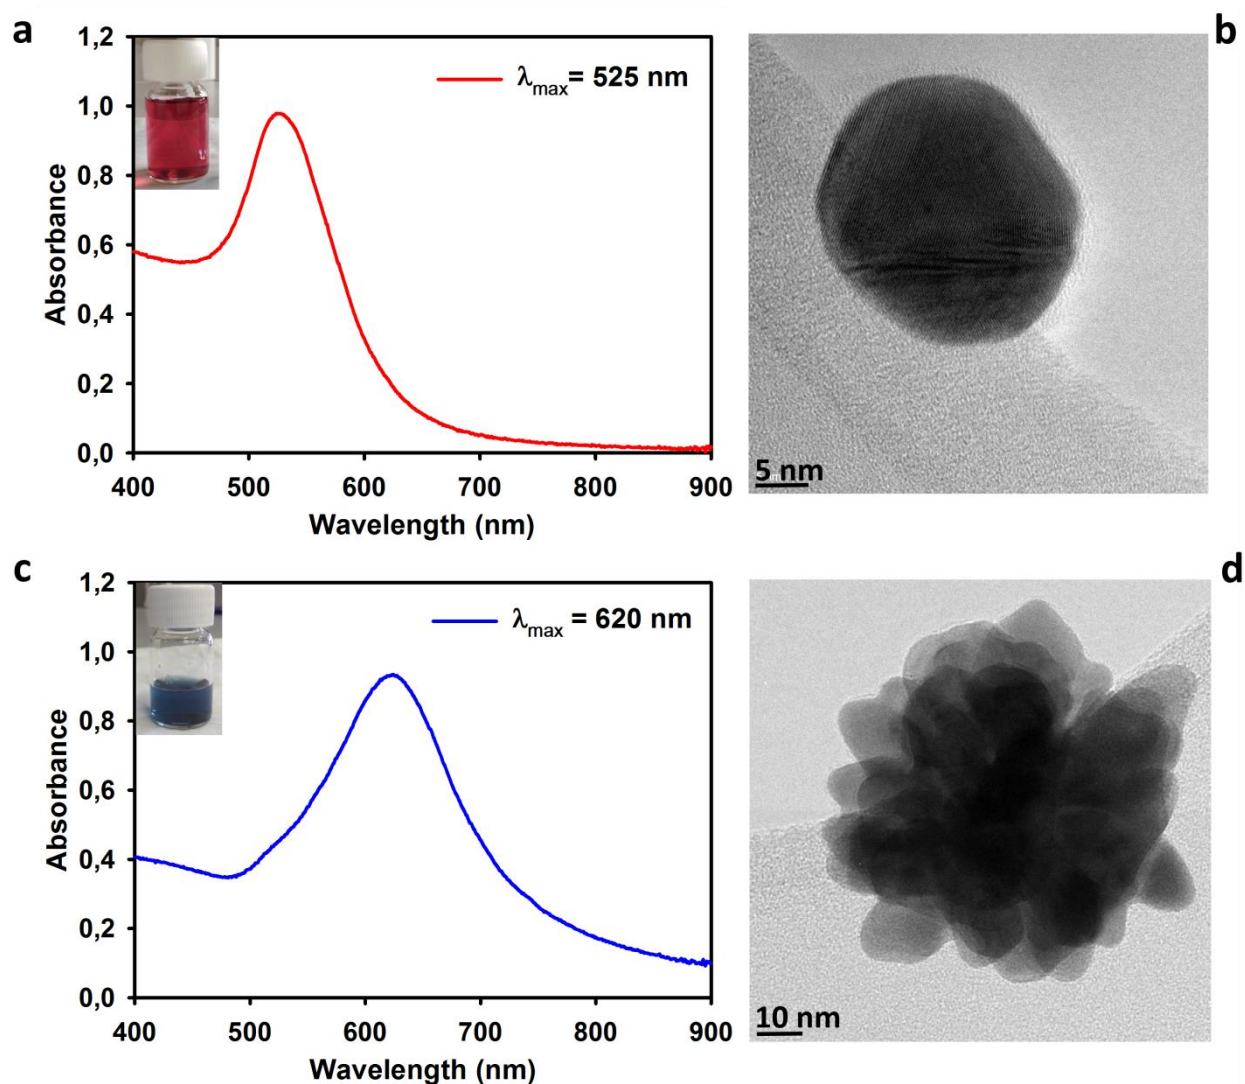 a
1,2
1,0
0,8
0,6
0,4
0,2
0,0
Absorbance
λmax= 525 nm
400 500 600 700 800 900
Wavelength (nm)
b
5 nm
c
1,2
1,0
0,8
0,6
0,4
0,2
0,0
Absorbance
λmax = 620 nm
400 500 600 700 800 900
Wavelength (nm)
d
10 nm